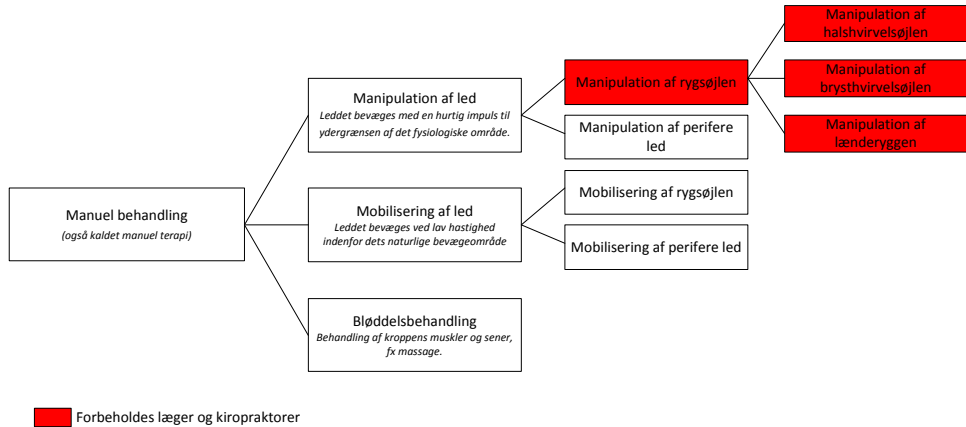 Manuel behandling
(også kaldet manuel terapi)
Manipulation af led
Leddet bevæges med en hurtig impuls til
ydergrænsen af det fysiologiske område.
Mobilisering af led
Leddet bevæges ved lav hastighed
indenfor dets naturlige bevægeområde
Bløddelsbehandling
Behandling af kroppens muskler og sener,
fx massage.
Manipulation af rygsøjlen
Manipulation af perifere
led
Mobilisering af rygsøjlen
Mobilisering af perifere led
Manipulation af
halshvirvelsøjlen
Manipulation af
brysthvirvelsøjlen
Manipulation af
lænderyggen
Forbeholdes læger og kiropraktorer